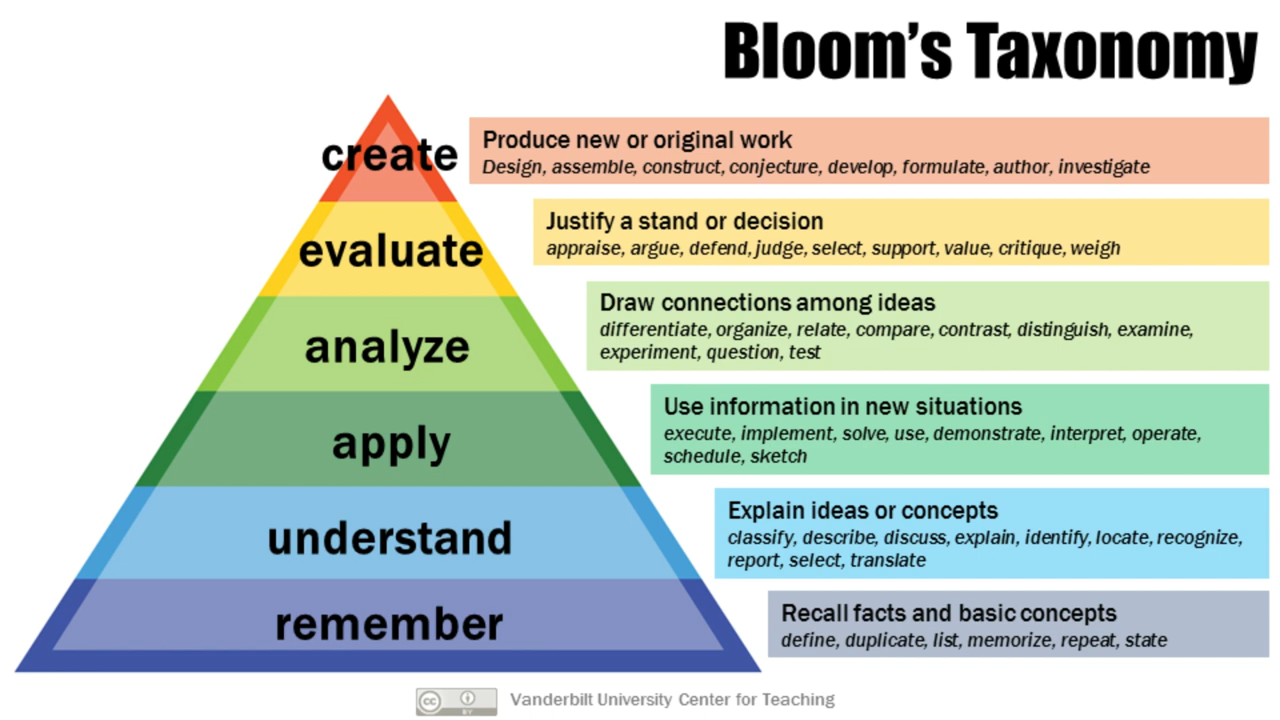 Bloom's Taxonomy
create
Produce new or original work
Design, assemble, construct, conjecture, develop, formulate, author, investigate
evaluate
Justify a stand or decision
appraise, argue, defend, judge, select, support, value, critique, weigh
analyze
Draw connections among ideas
differentiate, organize, relate, compare, contrast, distinguish, examine,
experiment, question, test
apply
Use information in new situations
execute, implement, solve, use, demonstrate, interpret, operate,
schedule, sketch
understand
Explain ideas or concepts
classify, describe, discuss, explain, identify, locate, recognize,
report, select, translate
remember
Recall facts and basic concepts
define, duplicate, list, memorize, repeat, state
cc BY Vanderbilt University Center for Teaching